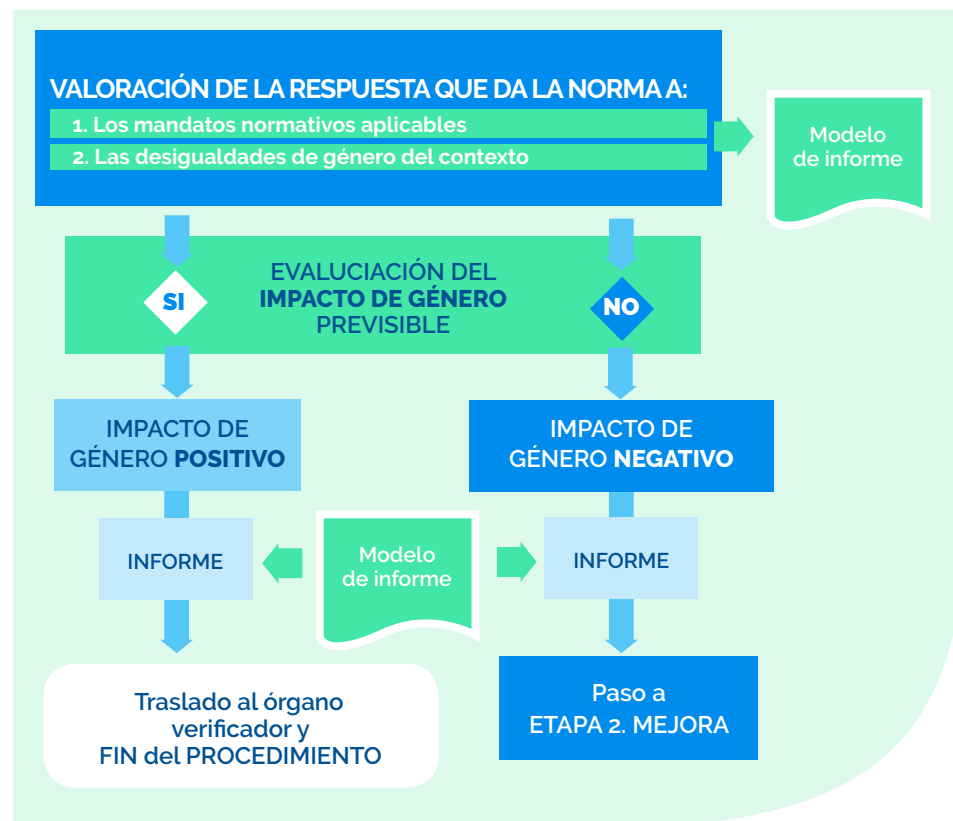 VALORACIÓN DE LA RESPUESTA QUE DA LA NORMA A:
1. Los mandatos normativos aplicables
2. Las desigualdades de género del contexto
Modelo
de informe
EVALUCIACIÓN DEL
IMPACTO DE GÉNERO
PREVISIBLE
SI
NO
IMPACTO DE
GÉNERO POSITIVO
IMPACTO DE
GÉNERO NEGATIVO
INFORME
Modelo
de informe
INFORME
Traslado al órgano
verificador y
FIN del PROCEDIMIENTO
Paso a
ETAPA 2. MEJORA